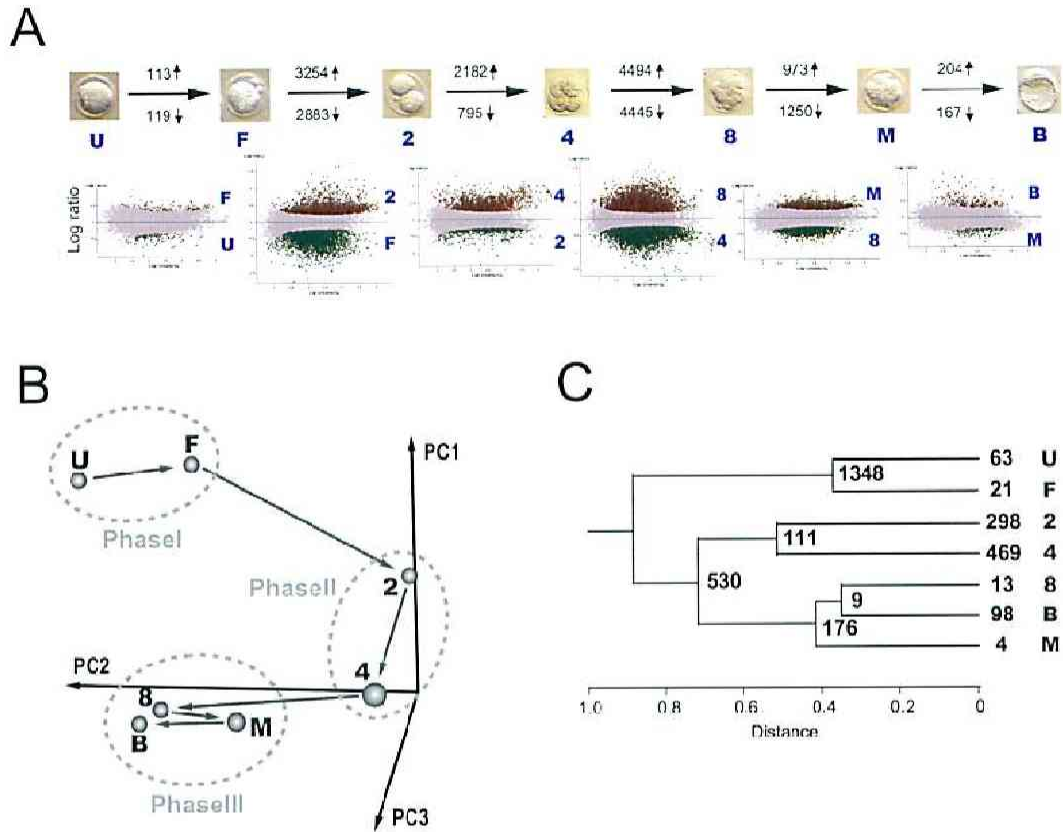 A
113↑ 3254↑ 2182↑ 4494↑ 973↑ 204↑
119↓ 2883↓ 795↓ 4445↓ 1250↓ 167↓
U F 2 4 8 M B
F 2 4 8 M B
Log ratio
U F 2 4 8 M
B
PC1
U F
PhaseI
PhaseII
2
4
PC2
8
M
B
PhaseIII
PC3
C
63 U
1348
21 F
298 2
111
469 4
530
13 8
9
98 B
176
4 M
1.0 0.8 0.6 0.4 0.2 0
Distance